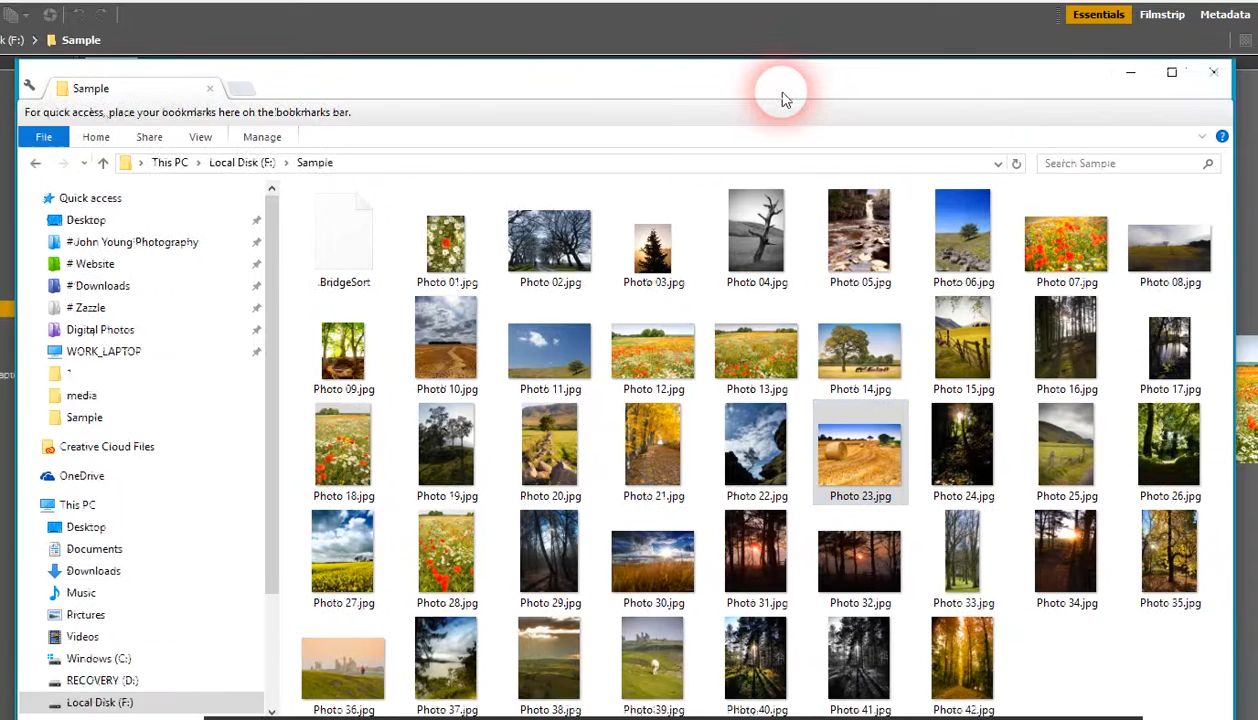 Essentials Filmstrip Metadata
k (F:) > Sample
Sample
For quick access, place your bookmarks here on the bookmarks bar.
File Home Share View Manage
This PC > Local Disk (F:) > Sample
Search Sample
Quick access
Desktop
#John Young Photography
# Website
# Downloads
# Zazzle
Digital Photos
WORK_LAPTOP
1
media
Sample
Creative Cloud Files
OneDrive
This PC
Desktop
Documents
Downloads
Music
Pictures
Videos
Windows (C:)
RECOVERY (D:)
Local Disk (F:)
.BridgeSort Photo 01.jpg Photo 02.jpg Photo 03.jpg Photo 04.jpg Photo 05.jpg Photo 06.jpg Photo 07.jpg Photo 08.jpg
Photo 09.jpg Photo 10.jpg Photo 11.jpg Photo 12.jpg Photo 13.jpg Photo 14.jpg Photo 15.jpg Photo 16.jpg Photo 17.jpg
Photo 18.jpg Photo 19.jpg Photo 20.jpg Photo 21.jpg Photo 22.jpg Photo 23.jpg Photo 24.jpg Photo 25.jpg Photo 26.jpg
Photo 27.jpg Photo 28.jpg Photo 29.jpg Photo 30.jpg Photo 31.jpg Photo 32.jpg Photo 33.jpg Photo 34.jpg Photo 35.jpg
Photo 36.jpg Photo 37.jpg Photo 38.jpg Photo 39.jpg Photo 40.jpg Photo 41.jpg Photo 42.jpg